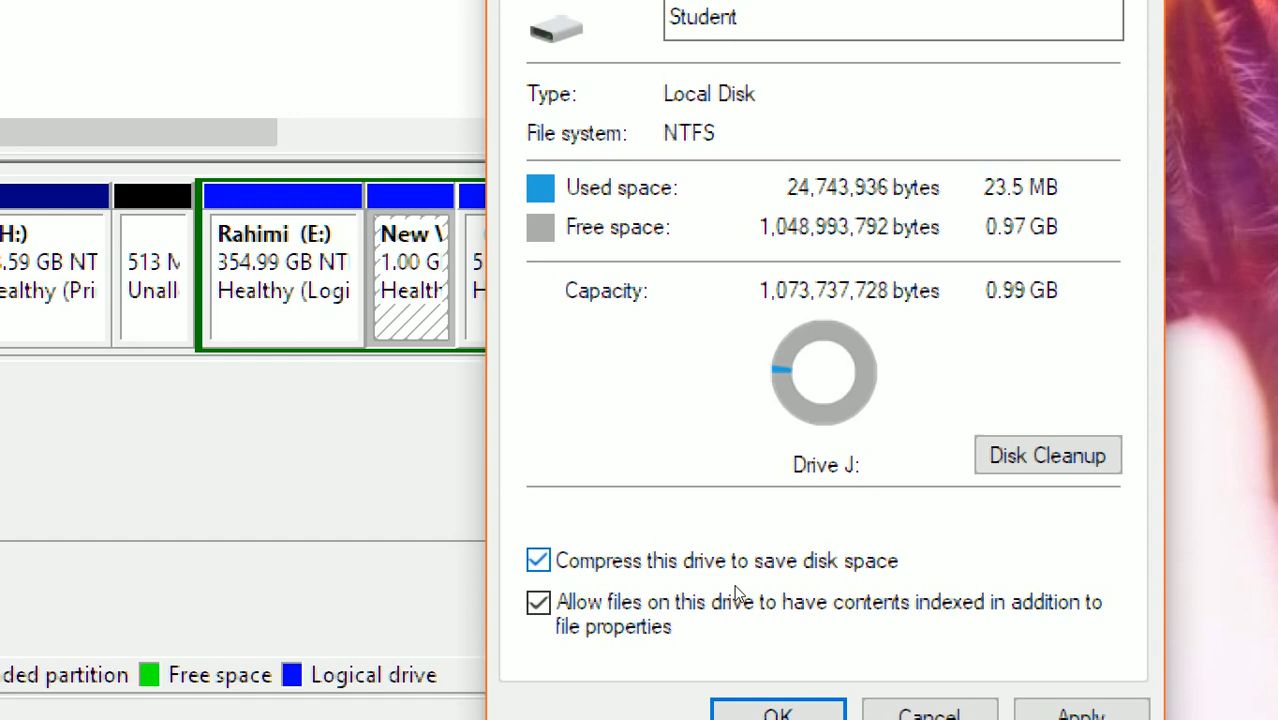 Student
Type: Local Disk
File system: NTFS
Used space: 24,743,936 bytes 23.5 MB
Free space: 1,048,993,792 bytes 0.97 GB
Capacity: 1,073,737,728 bytes 0.99 GB
Drive J:
Disk Cleanup
Compress this drive to save disk space
Allow files on this drive to have contents indexed in addition to
file properties
OK Cancel Apply
H:)
.59 GB NT
ealthy (Pri
513 M
Unall
Rahimi (E:)
354.99 GB NT
Healthy (Logi
New \
1.00 G
Health
5
H
ded partition Free space Logical drive